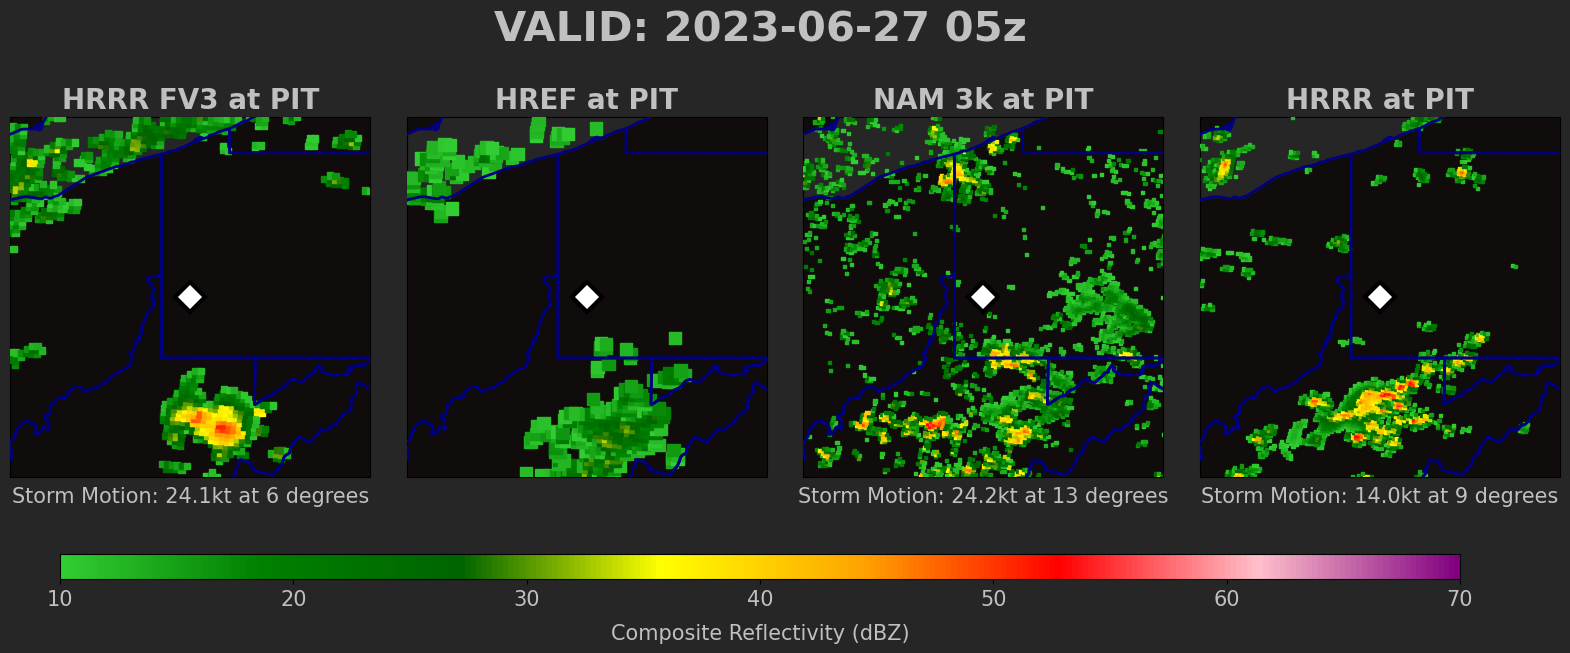 VALID: 2023-06-27 05z
HRRR FV3 at PIT
HREF at PIT
NAM 3k at PIT
HRRR at PIT
Storm Motion: 24.1kt at 6 degrees
Storm Motion: 24.2kt at 13 degrees
Storm Motion: 14.0kt at 9 degrees
10 20 30 40 50 60 70
Composite Reflectivity (dBZ)